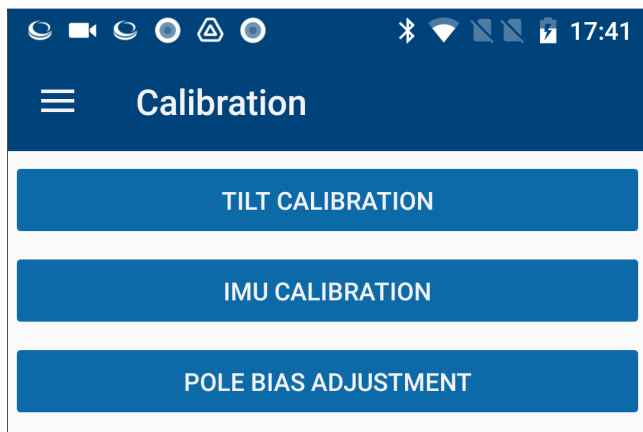 17:41
Calibration
TILT CALIBRATION
IMU CALIBRATION
POLE BIAS ADJUSTMENT